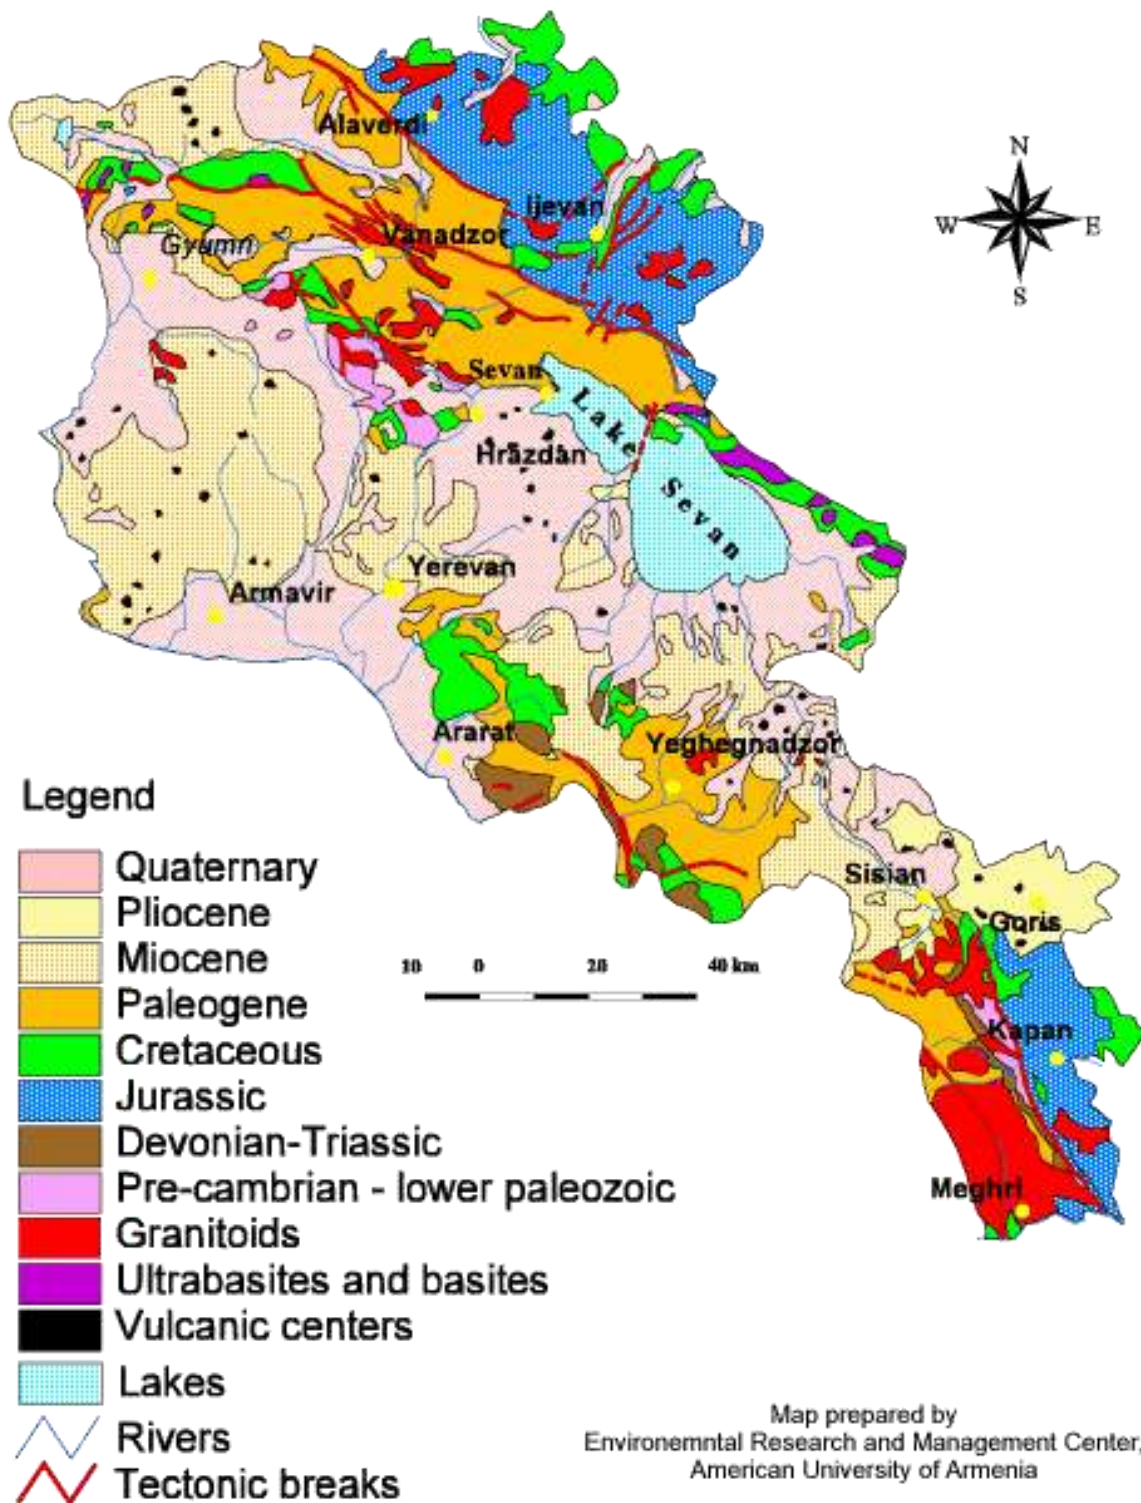 N
W E
S
Alaverdi
Ijevan
Vanadzor
Gyumri
Sevan
Lake
Sevan
Hrazdan
Yerevan
Armavir
Ararat
Yeghegnadzor
Sisian
Goris
Kapan
Meghri
10 0 20 40 km
Legend
Quaternary
Pliocene
Miocene
Paleogene
Cretaceous
Jurassic
Devonian-Triassic
Pre-cambrian - lower paleozoic
Granitoids
Ultrabasites and basites
Vulcanic centers
Lakes
Rivers
Tectonic breaks
Map prepared by
Environemntal Research and Management Center,
American University of Armenia